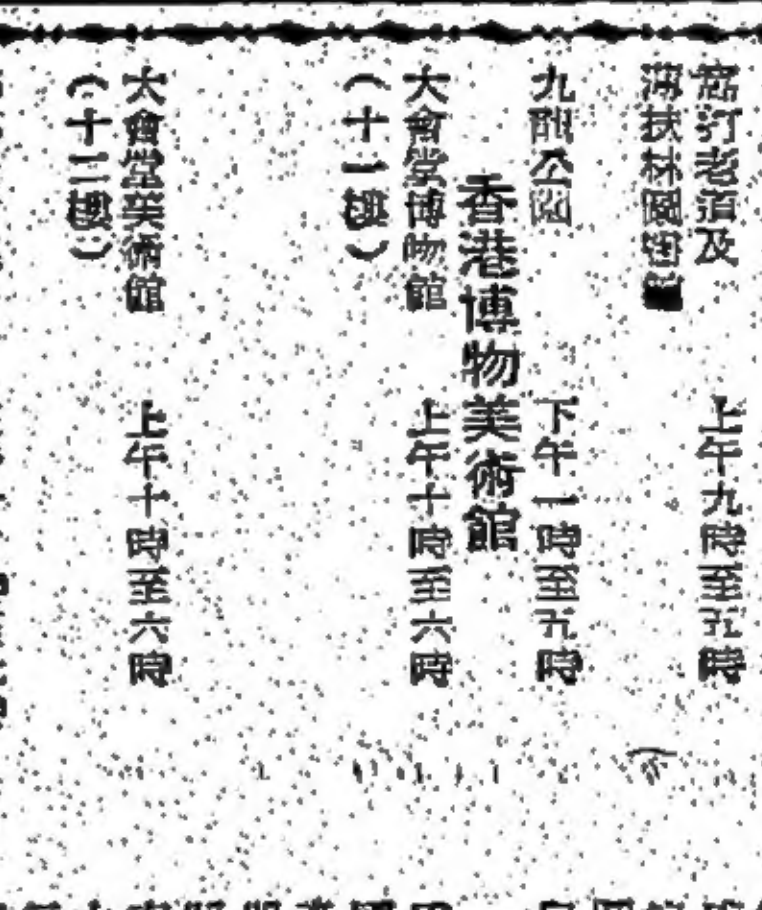 荷打老道及
薄扶林圖書館
上午九時至五時
九龍公園
下午一時至五時
香港博物美術館
大會堂博物館
(十一樓)
上午十時至六時
大會堂美術館
(十二樓)
上午十時至六時